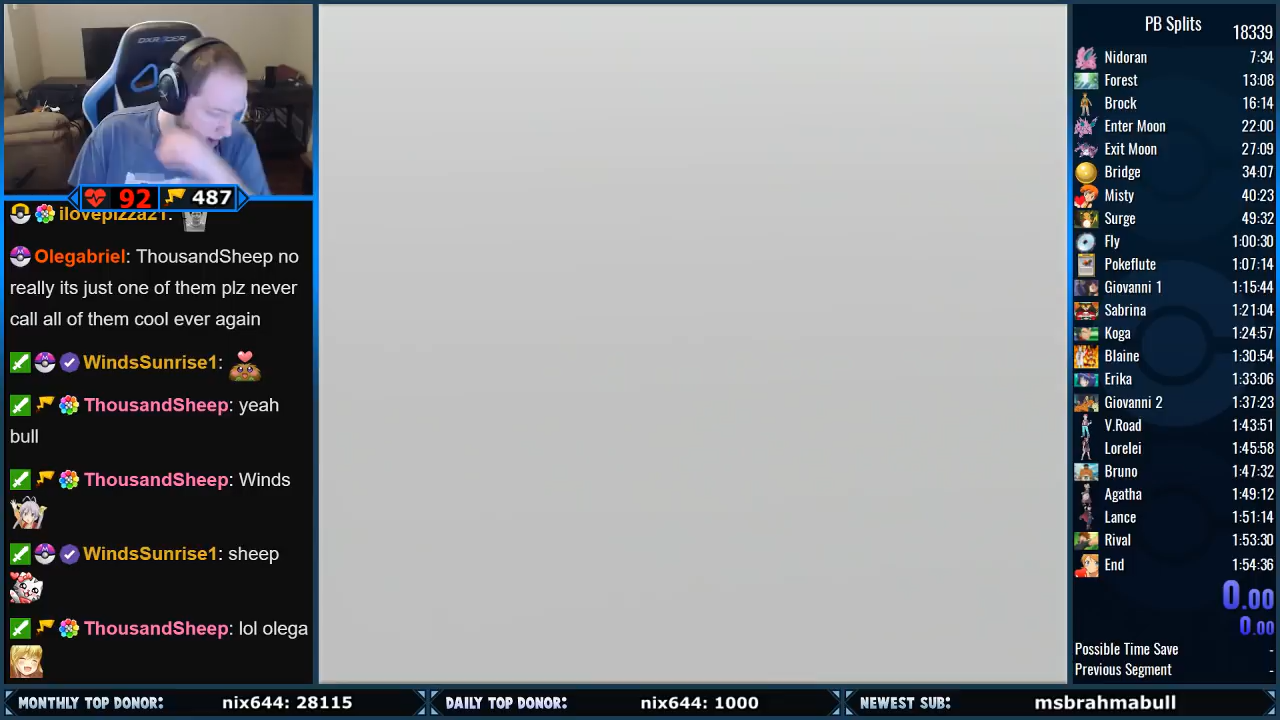 DXRACER
92
487
ilovepizza21:
Olegabriel: ThousandSheep no
really its just one of them plz never
call all of them cool ever again
WindsSunrise1:
ThousandSheep: yeah
bull
ThousandSheep: Winds
WindsSunrise1: sheep
ThousandSheep: lol olega
PB Splits
18339
Nidoran 7:34
Forest 13:08
Brock 16:14
Enter Moon 22:00
Exit Moon 27:09
Bridge 34:07
Misty 40:23
Surge 49:32
Fly 1:00:30
Pokeflute 1:07:14
Giovanni 1 1:15:44
Sabrina 1:21:04
Koga 1:24:57
Blaine 1:30:54
Erika 1:33:06
Giovanni 2 1:37:23
V.Road 1:43:51
Lorelei 1:45:58
Bruno 1:47:32
Agatha 1:49:12
Lance 1:51:14
Rival 1:53:30
End 1:54:36
0.00
0.00
Possible Time Save -
Previous Segment -
MONTHLY TOP DONOR: nix644: 28115
DAILY TOP DONOR: nix644: 1000
NEWEST SUB: msbrahmabull